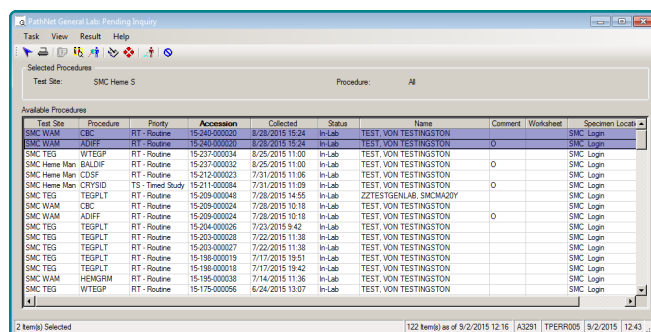 PathNet General Lab: Pending Inquiry
Task View Result Help
Selected Procedures
Test Site: SMC Heme S Procedure: All
Available Procedures
Test Site Procedure Priority Accession Collected Status Name Comment Worksheet Specimen Locati
SMC WAM CBC RT - Routine 15-240-000020 8/28/2015 15:24 In-Lab TEST, VON TESTINGSTON SMC Login
SMC WAM ADIFF RT - Routine 15-240-000020 8/28/2015 15:24 In-Lab TEST, VON TESTINGSTON O SMC Login
SMC TEG WTEGP RT - Routine 15-237-000034 8/25/2015 11:00 In-Lab TEST, VON TESTINGSTON SMC Login
SMC Heme Man BALDIF RT - Routine 15-237-000032 8/25/2015 11:00 In-Lab TEST, VON TESTINGSTON O SMC Login
SMC Heme Man CDSF RT - Routine 15-212-000023 7/31/2015 11:06 In-Lab TEST, VON TESTINGSTON SMC Login
SMC Heme Man CRYSID TS - Timed Study 15-211-000084 7/31/2015 11:09 In-Lab TEST, VON TESTINGSTON O SMC Login
SMC TEG TEGPLT RT - Routine 15-209-000048 7/28/2015 14:55 In-Lab ZZTESTGENLAB, SMCMA20Y SMC Login
SMC WAM CBC RT - Routine 15-209-000024 7/28/2015 10:18 In-Lab TEST, VON TESTINGSTON SMC Login
SMC WAM ADIFF RT - Routine 15-209-000024 7/28/2015 10:18 In-Lab TEST, VON TESTINGSTON O SMC Login
SMC TEG TEGPLT RT - Routine 15-204-000026 7/23/2015 9:42 In-Lab TEST, VON TESTINGSTON SMC Login
SMC TEG TEGPLT RT - Routine 15-203-000028 7/22/2015 11:38 In-Lab TEST, VON TESTINGSTON SMC Login
SMC TEG TEGPLT RT - Routine 15-203-000027 7/22/2015 11:38 In-Lab TEST, VON TESTINGSTON SMC Login
SMC TEG TEGPLT RT - Routine 15-198-000019 7/17/2015 19:51 In-Lab TEST, VON TESTINGSTON SMC Login
SMC TEG TEGPLT RT - Routine 15-198-000018 7/17/2015 19:42 In-Lab TEST, VON TESTINGSTON SMC Login
SMC WAM HEMGRM RT - Routine 15-195-000038 7/14/2015 11:36 In-Lab TEST, VON TESTINGSTON SMC Login
SMC TEG WTEGP RT - Routine 15-175-000056 6/24/2015 13:07 In-Lab TEST, VON TESTINGSTON SMC Login
2 Item(s) Selected 122 Item(s) as of 9/2/2015 12:16 A3291 TPERR005 9/2/2015 12:43